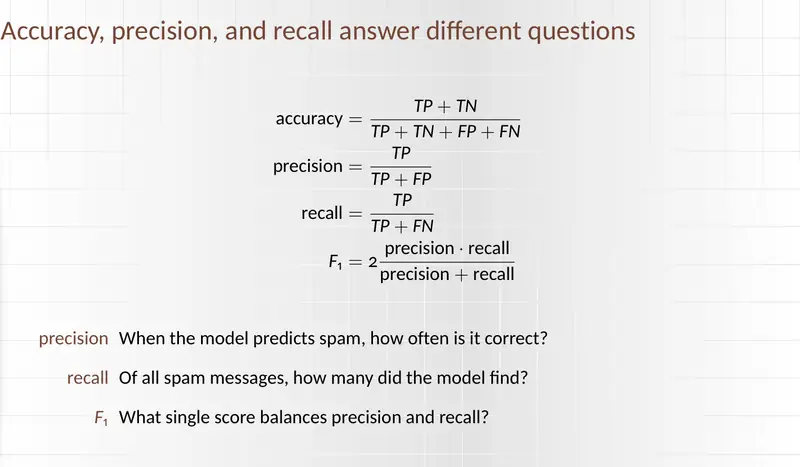 Accuracy, precision, and recall answer different questions
accuracy = TP + TN / TP + TN + FP + FN
precision = TP / TP + FP
recall = TP / TP + FN
F₁ = 2 precision · recall / precision + recall
precision When the model predicts spam, how often is it correct?
recall Of all spam messages, how many did the model find?
F₁ What single score balances precision and recall?